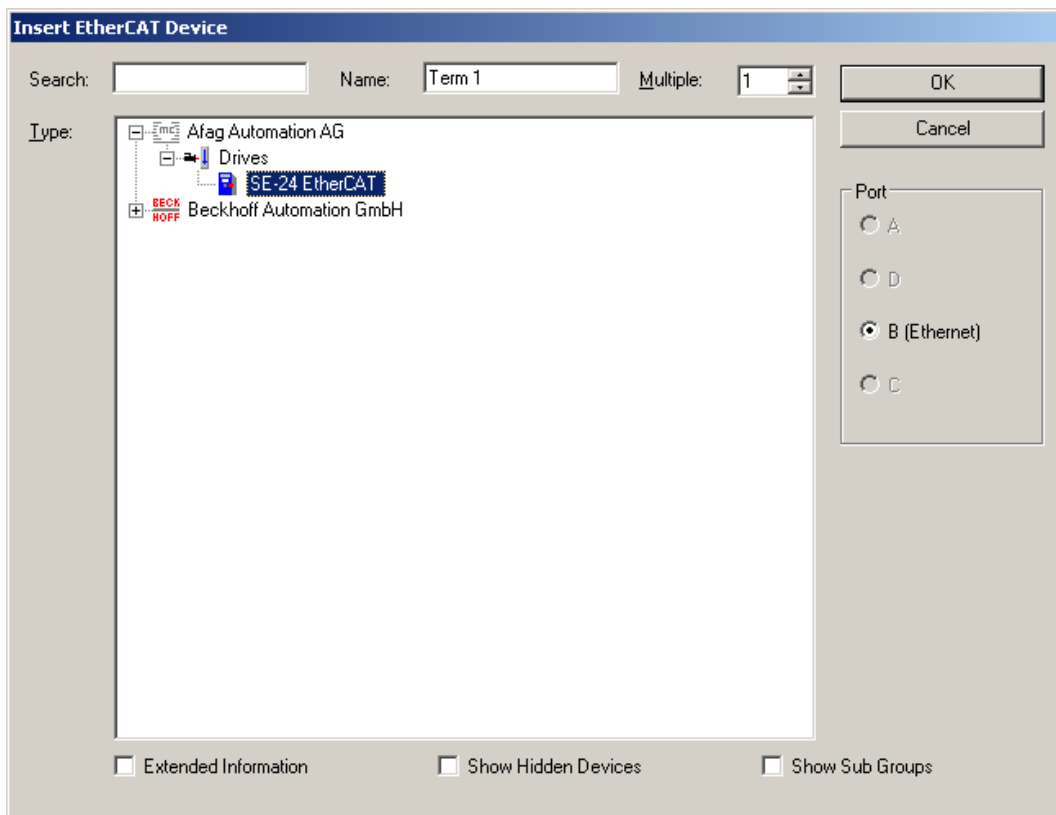 Insert EtherCAT Device
Search: Name: Term 1 Multiple: 1 OK
Type: Cancel
mc Afag Automation AG
Drives
SE-24 EtherCAT
BECK HOFF Beckhoff Automation GmbH
Port
A
D
B (Ethernet)
C
Extended Information Show Hidden Devices Show Sub Groups